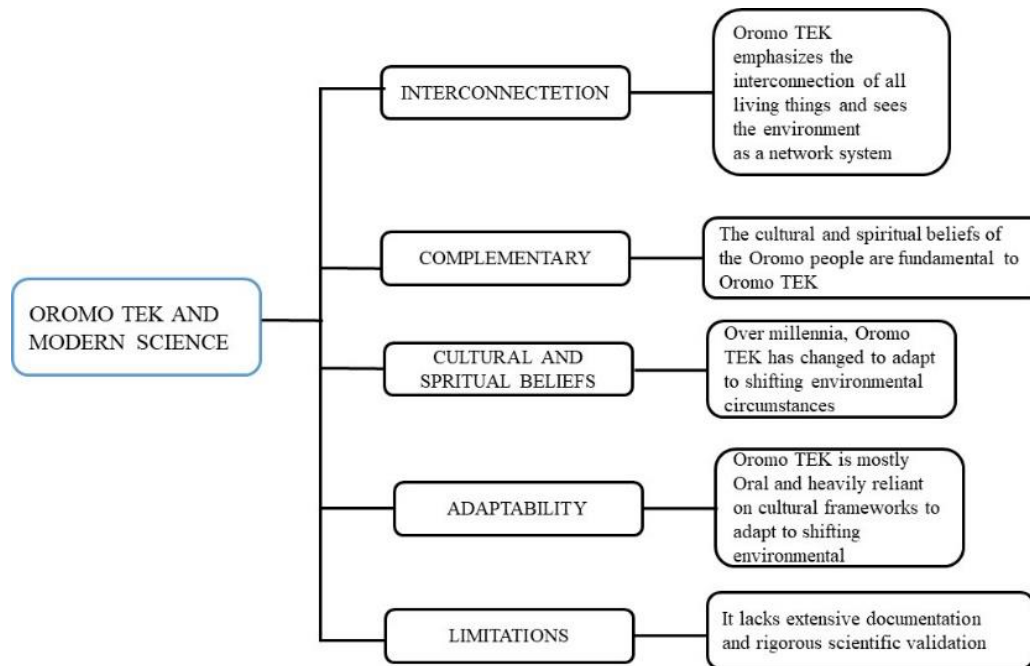 OROMO TEK AND
MODERN SCIENCE
INTERCONNECTETION
Oromo TEK
emphasizes the
interconnection of all
living things and sees
the environment
as a network system
COMPLEMENTARY
The cultural and spiritual beliefs of
the Oromo people are fundamental to
Oromo TEK
CULTURAL AND
SPRITUAL BELIEFS
Over millennia, Oromo
TEK has changed to adapt
to shifting environmental
circumstances
ADAPTABILITY
Oromo TEK is mostly
Oral and heavily reliant
on cultural frameworks to
adapt to shifting
environmental
LIMITATIONS
It lacks extensive documentation
and rigorous scientific validation